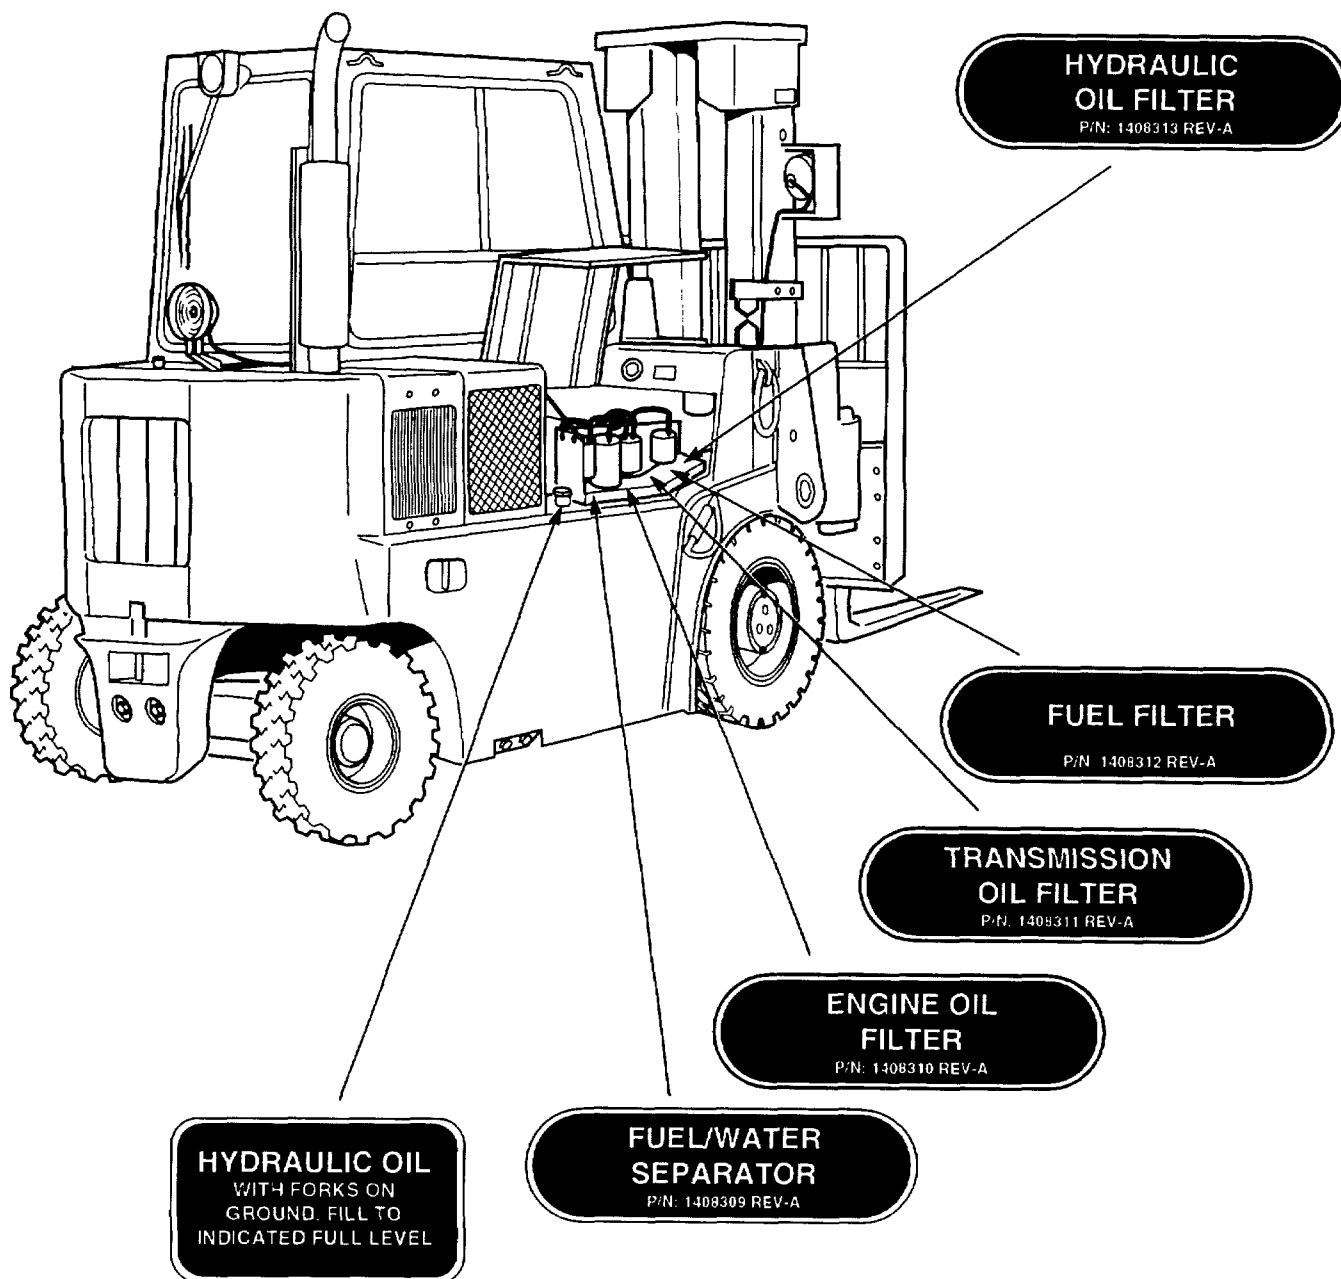 HYDRAULIC
OIL FILTER
P/N: 1408313 REV-A
FUEL FILTER
P/N 1408312 REV-A
TRANSMISSION
OIL FILTER
P/N: 1408311 REV-A
ENGINE OIL
FILTER
P/N: 1408310 REV-A
FUEL/WATER
SEPARATOR
P/N: 1408309 REV-A
HYDRAULIC OIL
WITH FORKS ON
GROUND. FILL TO
INDICATED FULL LEVEL